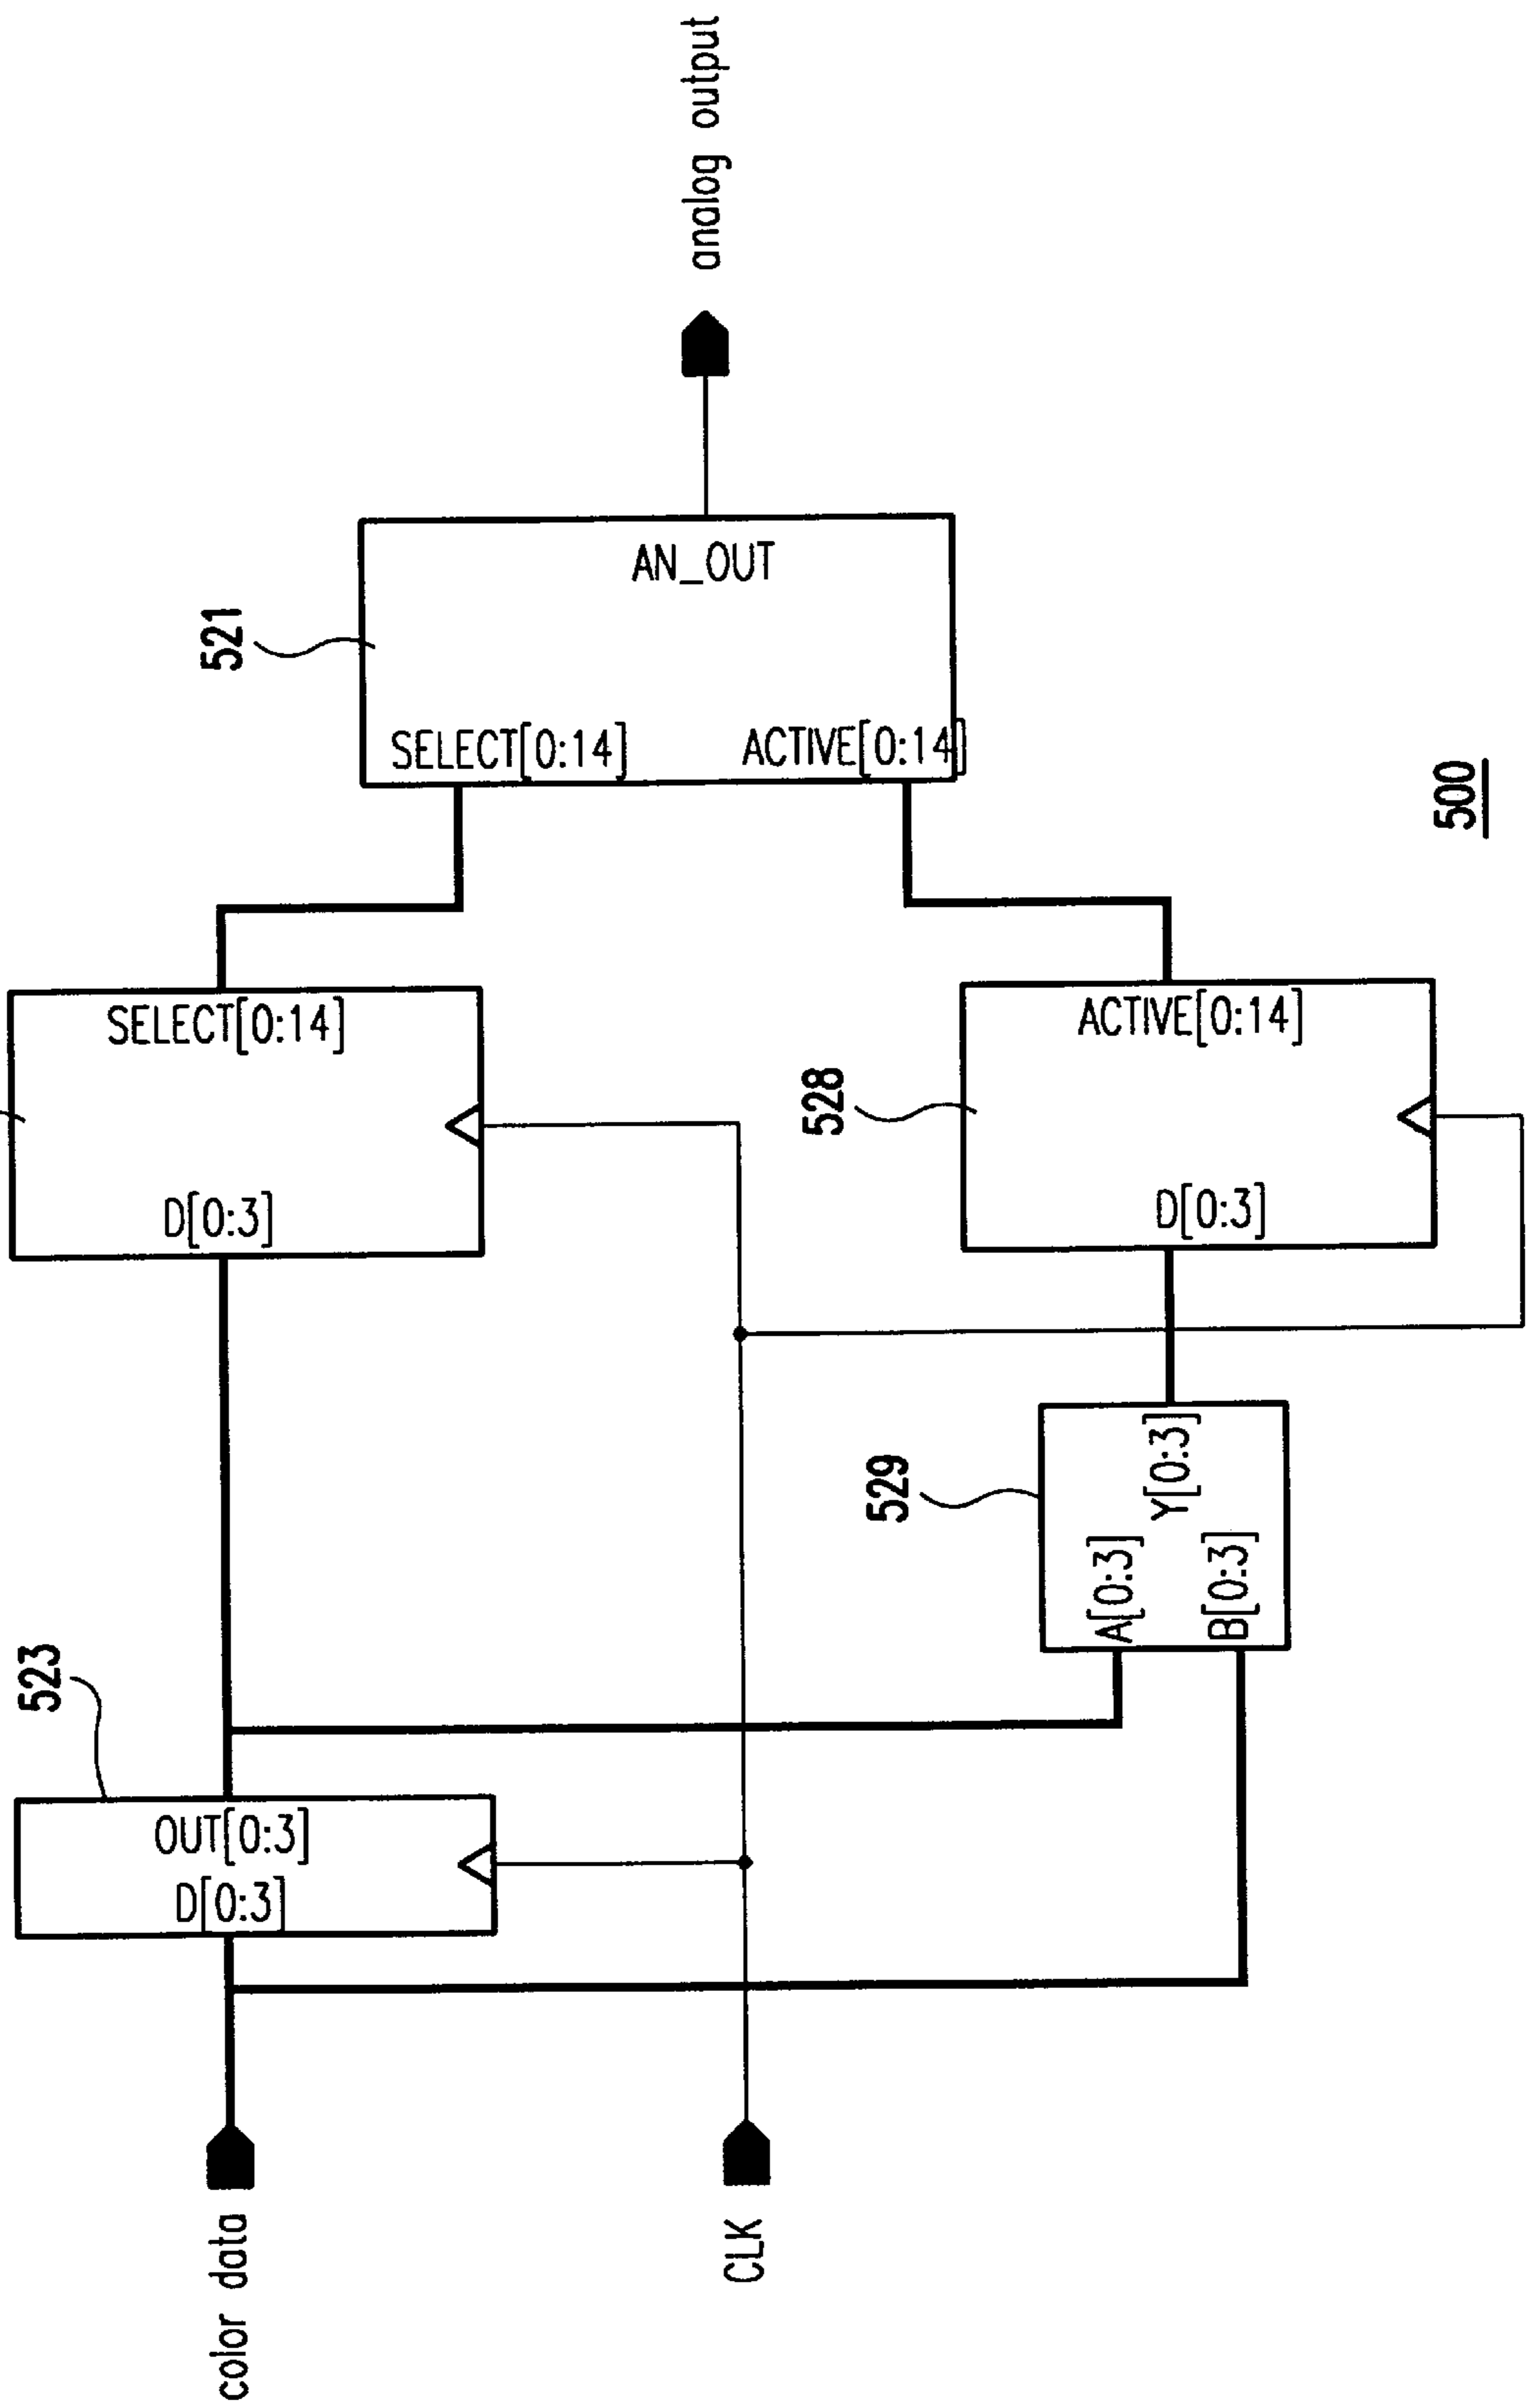 color data
CLK
523
D[0:3]
OUT[0:3]
529
A[0:3]
B[0:3]
Y[0:3]
D[0:3]
SELECT[0:14]
528
D[0:3]
ACTIVE[0:14]
521
SELECT[0:14]
ACTIVE[0:14]
AN_OUT
analog output
500